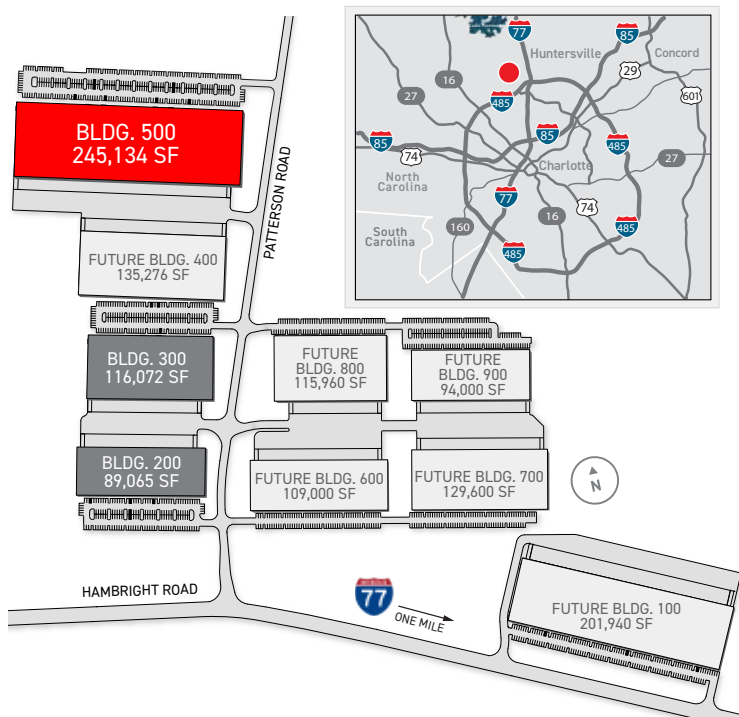 BLDG. 500
245,134 SF
PATTERSON ROAD
FUTURE BLDG. 400
135,276 SF
BLDG. 300
116,072 SF
FUTURE
BLDG. 800
115,960 SF
FUTURE
BLDG. 900
94,000 SF
BLDG. 200
89,065 SF
FUTURE BLDG. 600
109,000 SF
FUTURE BLDG. 700
129,600 SF
N
HAMBRIGHT ROAD
77
ONE MILE
FUTURE BLDG. 100
201,940 SF
77
85
Huntersville
Concord
29
16
27
601
485
85
85
74
485
Charlotte
27
North
Carolina
77
74
16
160
South
Carolina
485
485